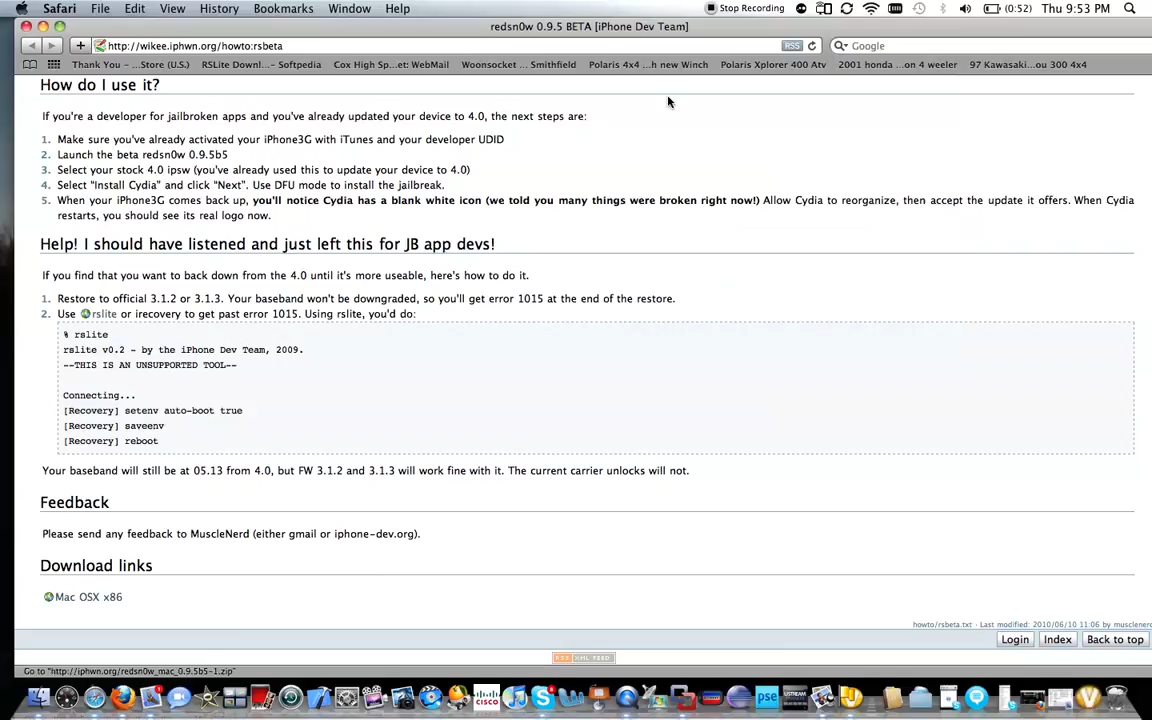 Safari File Edit View History Bookmarks Window Help Stop Recording (0:52) Thu 9:53 PM
redsn0w 0.9.5 BETA [iPhone Dev Team]
http://wikee.iphwn.org/howto:rsbeta RSS Google
Thank You – ...Store (U.S.) RSLite Downl...– Softpedia Cox High Sp...et: WebMail Woonsocket ... Smithfield Polaris 4x4 ...h new Winch Polaris Xplorer 400 Atv 2001 honda ...on 4 weeler 97 Kawasaki...ou 300 4x4
How do I use it?
If you're a developer for jailbroken apps and you've already updated your device to 4.0, the next steps are:
1. Make sure you've already activated your iPhone3G with iTunes and your developer UDID
2. Launch the beta redsn0w 0.9.5b5
3. Select your stock 4.0 ipsw (you've already used this to update your device to 4.0)
4. Select “Install Cydia” and click “Next”. Use DFU mode to install the jailbreak.
5. When your iPhone3G comes back up, you'll notice Cydia has a blank white icon (we told you many things were broken right now!) Allow Cydia to reorganize, then accept the update it offers. When Cydia
restarts, you should see its real logo now.
Help! I should have listened and just left this for JB app devs!
If you find that you want to back down from the 4.0 until it's more useable, here's how to do it.
1. Restore to official 3.1.2 or 3.1.3. Your baseband won't be downgraded, so you'll get error 1015 at the end of the restore.
2. Use rslite or irecovery to get past error 1015. Using rslite, you'd do:
% rslite
rslite v0.2 - by the iPhone Dev Team, 2009.
--THIS IS AN UNSUPPORTED TOOL--
Connecting...
[Recovery] setenv auto-boot true
[Recovery] saveenv
[Recovery] reboot
Your baseband will still be at 05.13 from 4.0, but FW 3.1.2 and 3.1.3 will work fine with it. The current carrier unlocks will not.
Feedback
Please send any feedback to MuscleNerd (either gmail or iphone-dev.org).
Download links
Mac OSX x86
howto/rsbeta.txt · Last modified: 2010/06/10 11:06 by musclenerd
Login Index Back to top
RSS XML FEED
Go to "http://iphwn.org/redsn0w_mac_0.9.5b5-1.zip"
CISCO pse